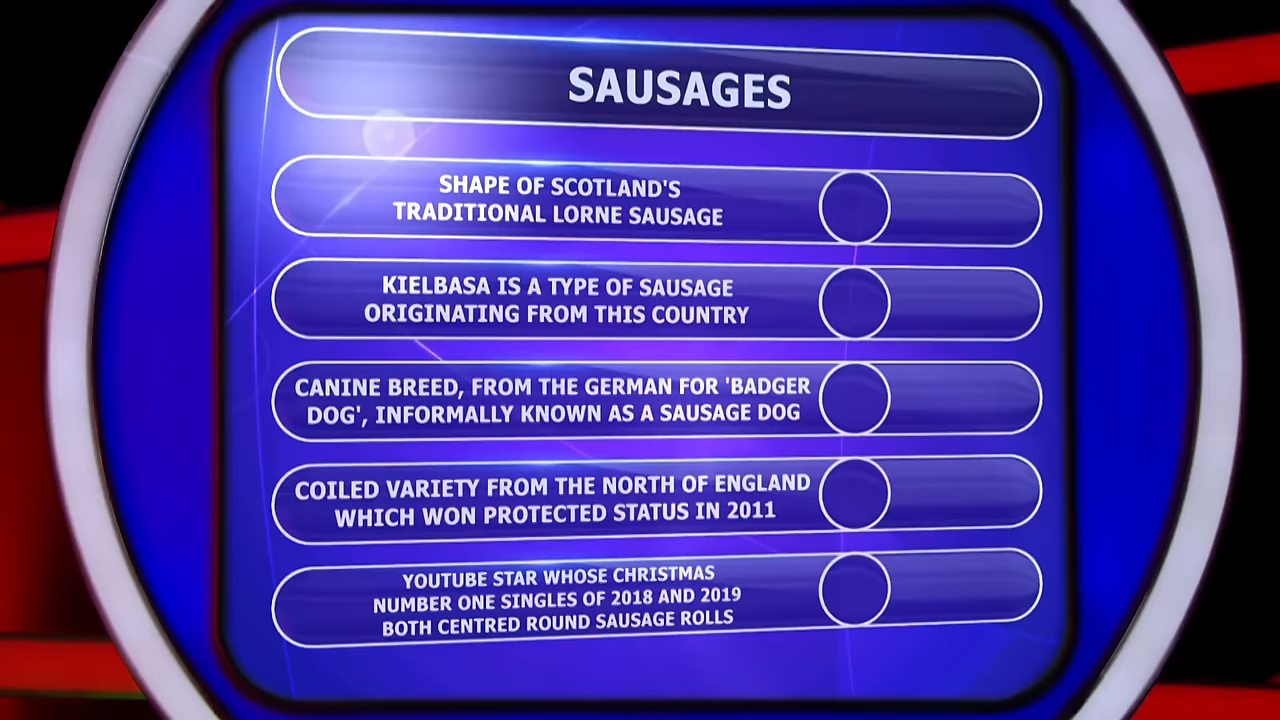 SAUSAGES
SHAPE OF SCOTLAND'S
TRADITIONAL LORNE SAUSAGE
KIELBASA IS A TYPE OF SAUSAGE
ORIGINATING FROM THIS COUNTRY
CANINE BREED, FROM THE GERMAN FOR 'BADGER
DOG', INFORMALLY KNOWN AS A SAUSAGE DOG
COILED VARIETY FROM THE NORTH OF ENGLAND
WHICH WON PROTECTED STATUS IN 2011
YOUTUBE STAR WHOSE CHRISTMAS
NUMBER ONE SINGLES OF 2018 AND 2019
BOTH CENTRED ROUND SAUSAGE ROLLS